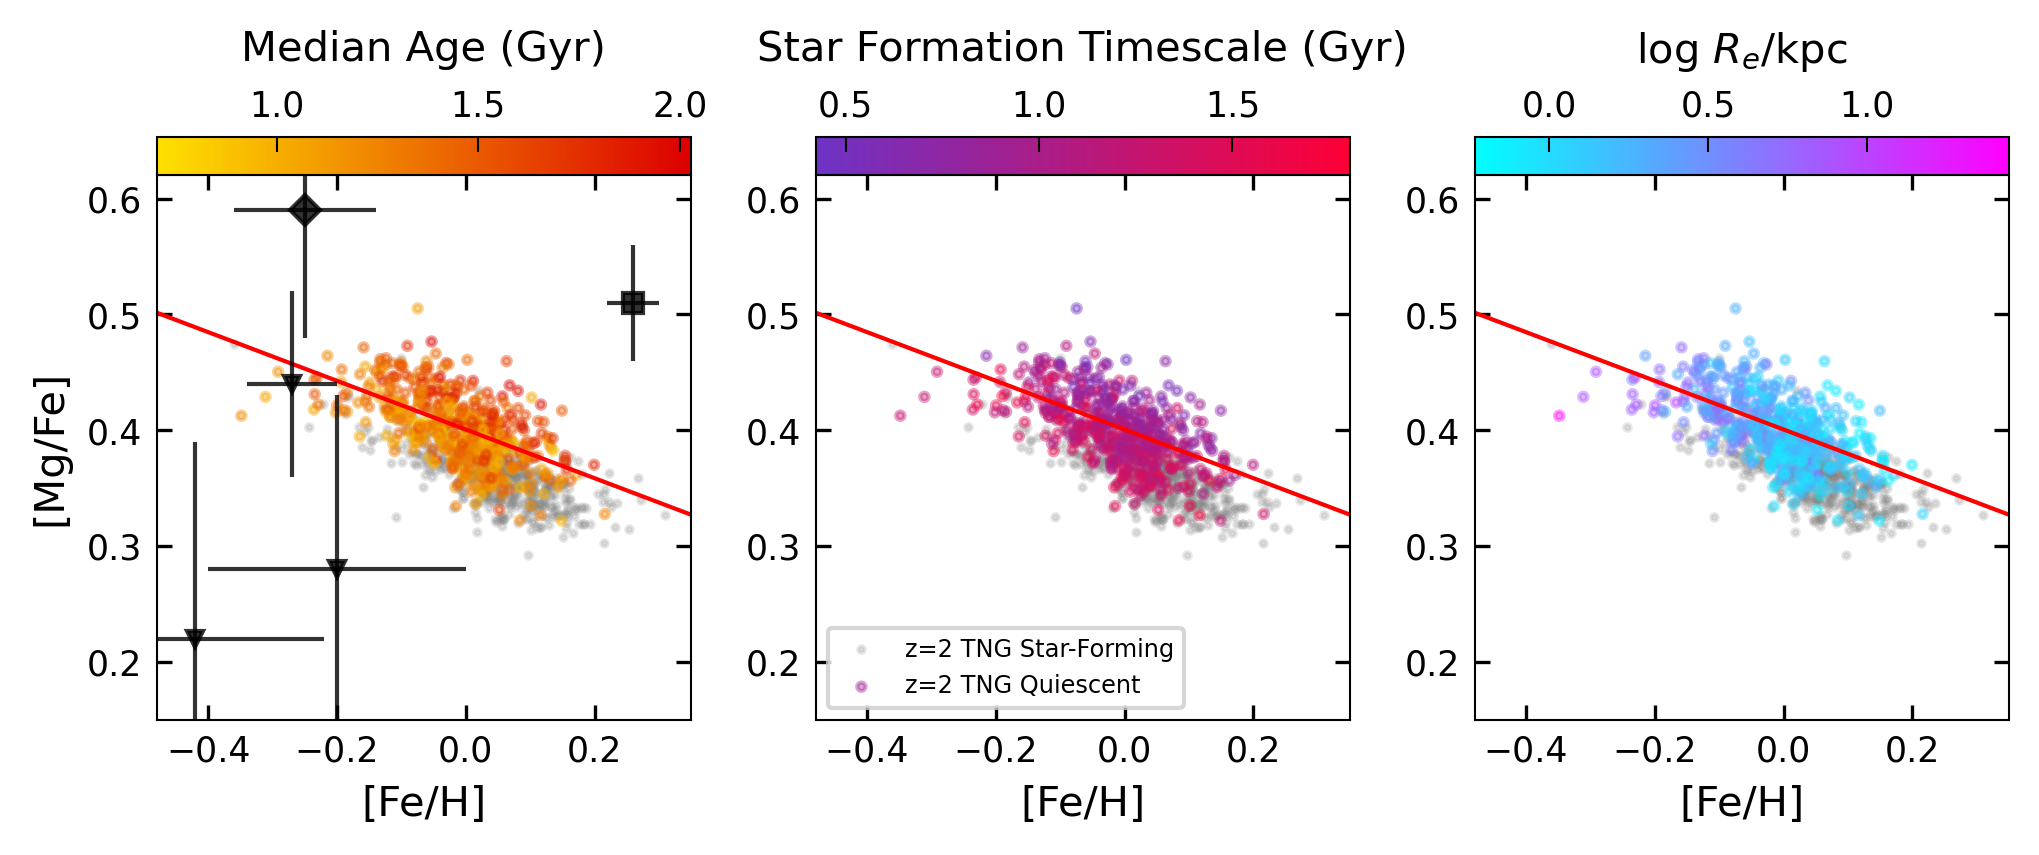 Median Age (Gyr)
Star Formation Timescale (Gyr)
log Rₑ/kpc
1.0 1.5 2.0
0.5 1.0 1.5
0.0 0.5 1.0
[Mg/Fe]
0.6
0.5
0.4
0.3
0.2
0.6
0.5
0.4
0.3
0.2
0.6
0.5
0.4
0.3
0.2
z=2 TNG Star-Forming
z=2 TNG Quiescent
−0.4 −0.2 0.0 0.2
−0.4 −0.2 0.0 0.2
−0.4 −0.2 0.0 0.2
[Fe/H]
[Fe/H]
[Fe/H]